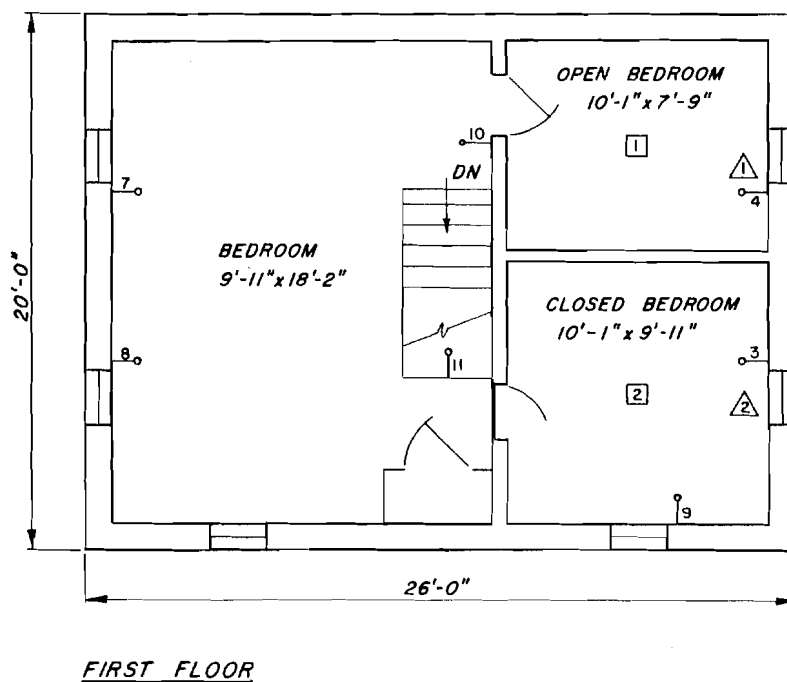 OPEN BEDROOM
10'-1" x 7'-9"
10
1
1
DN
7
4
BEDROOM
9'-11" x 18'-2"
20'-0"
CLOSED BEDROOM
10'-1" x 9'-11"
8
11
3
2
2
9
26'-0"
FIRST FLOOR